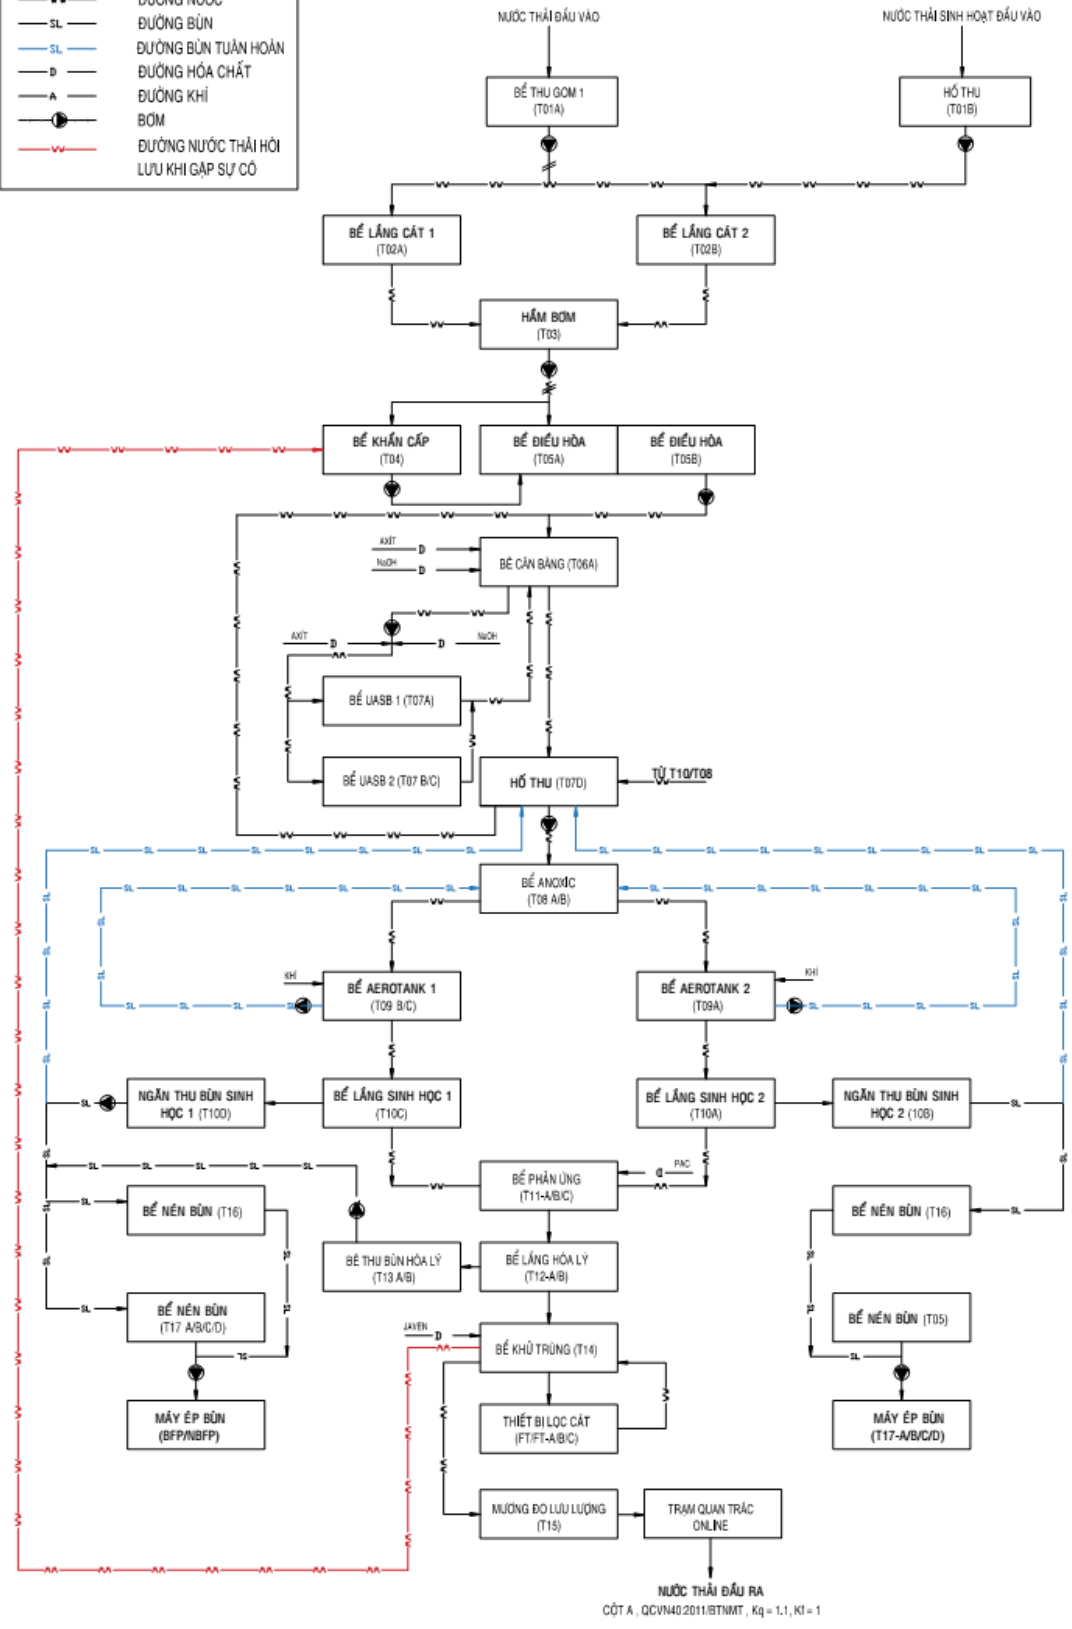 ĐƯỜNG NƯỚC
SL ĐƯỜNG BÙN
SL ĐƯỜNG BÙN TUẦN HOÀN
D ĐƯỜNG HÓA CHẤT
A ĐƯỜNG KHÍ
BƠM
ĐƯỜNG NƯỚC THẢI HỒI
LƯU KHI GẶP SỰ CỐ
NƯỚC THẢI ĐẦU VÀO
NƯỚC THẢI SINH HOẠT ĐẦU VÀO
BỂ THU GOM 1
(T01A)
HỐ THU
(T01B)
BỂ LẮNG CÁT 1
(T02A)
BỂ LẮNG CÁT 2
(T02B)
HẦM BƠM
(T03)
BỂ KHẨN CẤP
(T04)
BỂ ĐIỀU HÒA
(T05A)
BỂ ĐIỀU HÒA
(T05B)
AXÍT D
NaOH D
BỂ CÂN BẰNG (T06A)
AXÍT D
D NaOH
BỂ UASB 1 (T07A)
BỂ UASB 2 (T07 B/C)
HỐ THU (T07D)
TỪ T10/T08
BỂ ANOXIC
(T08 A/B)
KHÍ
BỂ AEROTANK 1
(T09 B/C)
BỂ AEROTANK 2
(T09A)
KHÍ
NGĂN THU BÙN SINH
HỌC 1 (T10D)
BỂ LẮNG SINH HỌC 1
(T10C)
BỂ LẮNG SINH HỌC 2
(T10A)
NGĂN THU BÙN SINH
HỌC 2 (10B)
BỂ PHẢN ỨNG
(T11-A/B/C)
PAC
BỂ NÉN BÙN (T16)
BỂ NÉN BÙN (T16)
BỂ THU BÙN HÓA LÝ
(T13 A/B)
BỂ LẮNG HÓA LÝ
(T12-A/B)
BỂ NÉN BÙN
(T17 A/B/C/D)
BỂ NÉN BÙN (T05)
JAVEN D
BỂ KHỬ TRÙNG (T14)
MÁY ÉP BÙN
(BFP/NBFP)
THIẾT BỊ LỌC CÁT
(FT/FT-A/B/C)
MÁY ÉP BÙN
(T17-A/B/C/D)
MƯƠNG ĐO LƯU LƯỢNG
(T15)
TRẠM QUAN TRẮC
ONLINE
NƯỚC THẢI ĐẦU RA
CỘT A , QCVN40:2011/BTNMT , Kq = 1.1, Kf = 1